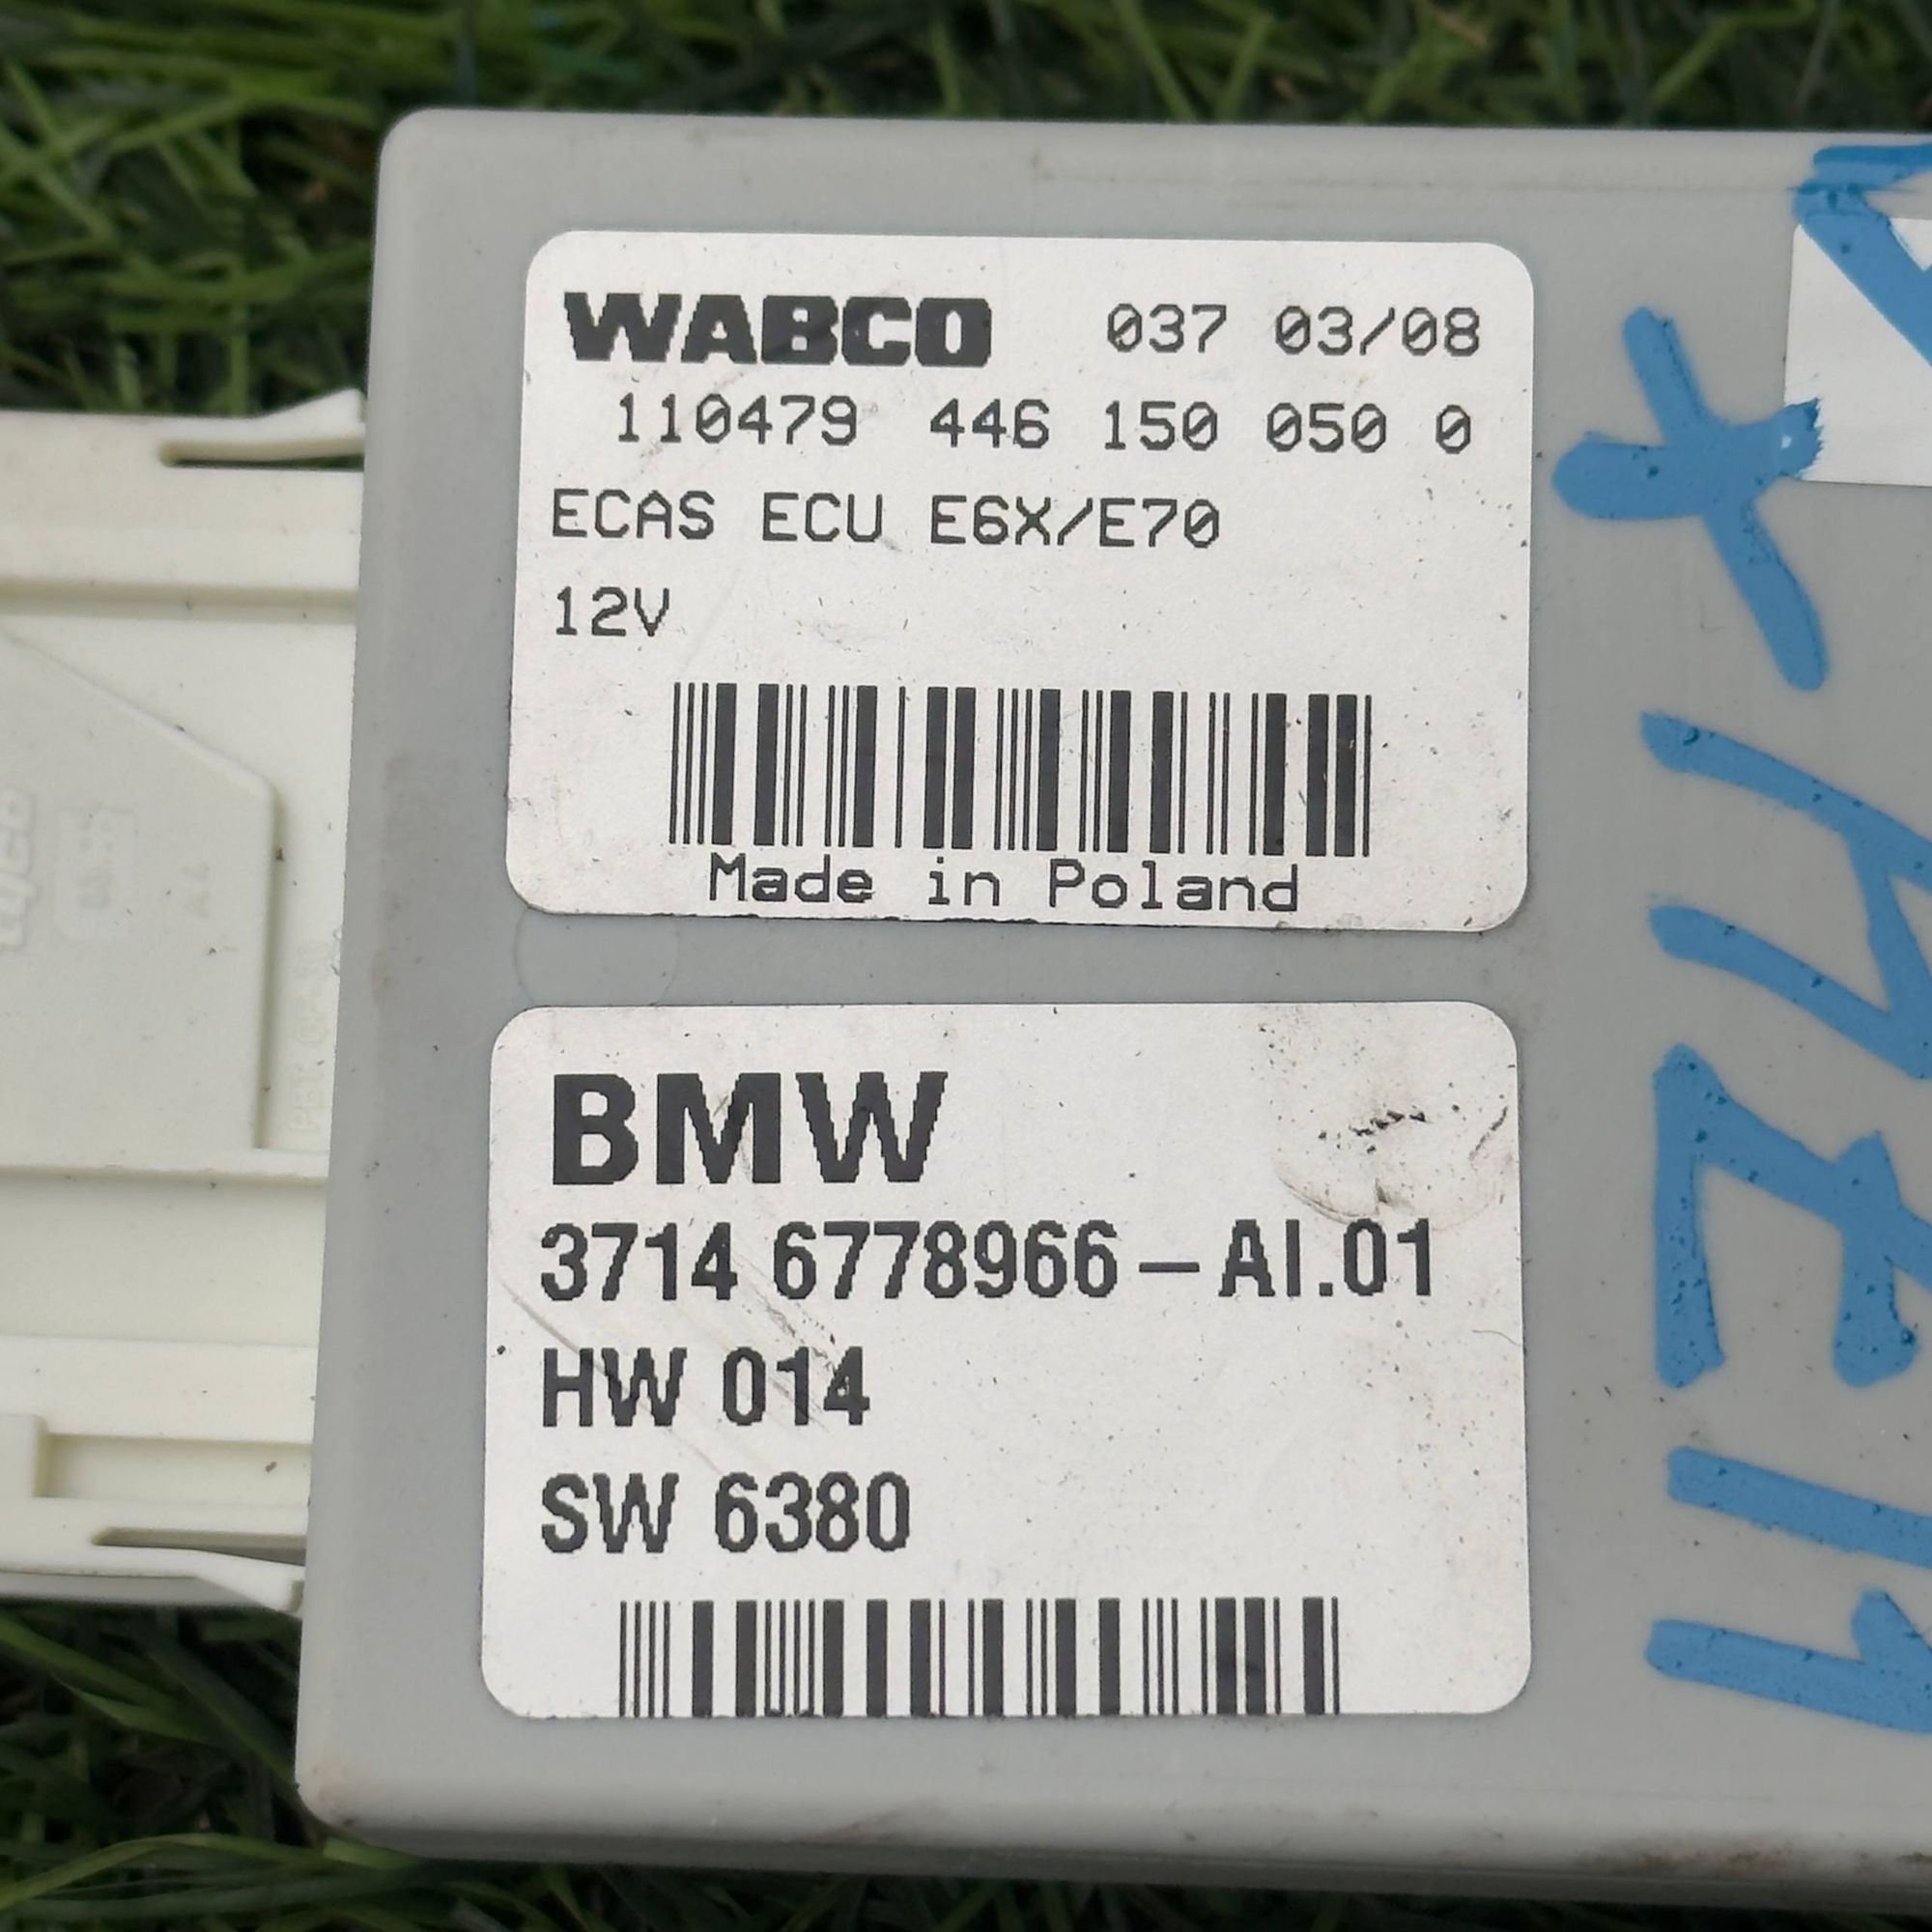 WABCO 037 03/08
110479 446 150 050 0
ECAS ECU E6X/E70
12V
Made in Poland
BMW
3714 6778966-AI.01
HW 014
SW 6380